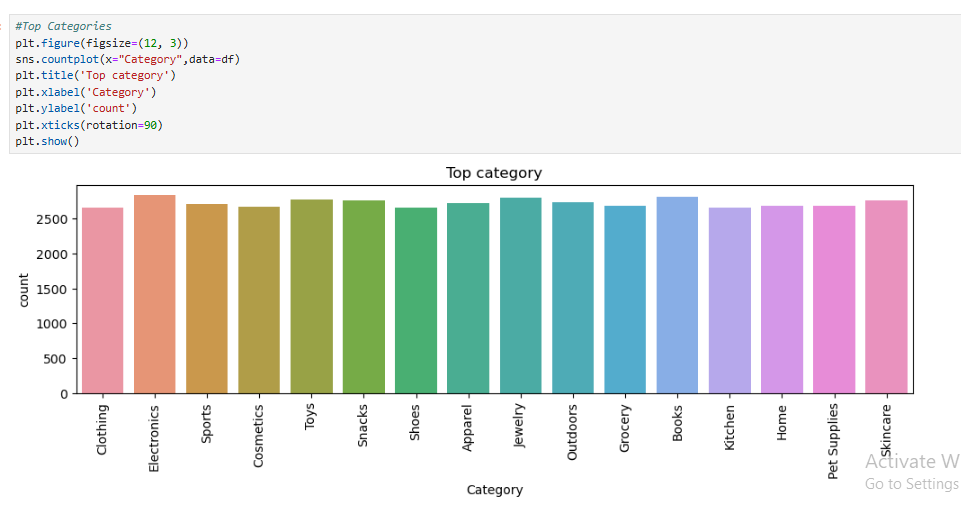 #Top Categories
plt.figure(figsize=(12, 3))
sns.countplot(x="Category",data=df)
plt.title('Top category')
plt.xlabel('Category')
plt.ylabel('count')
plt.xticks(rotation=90)
plt.show()
Top category
count
2500
2000
1500
1000
500
0
Clothing
Electronics
Sports
Cosmetics
Toys
Snacks
Shoes
Apparel
Jewelry
Outdoors
Grocery
Books
Kitchen
Home
Pet Supplies
Skincare
Category
Activate W
Go to Settings